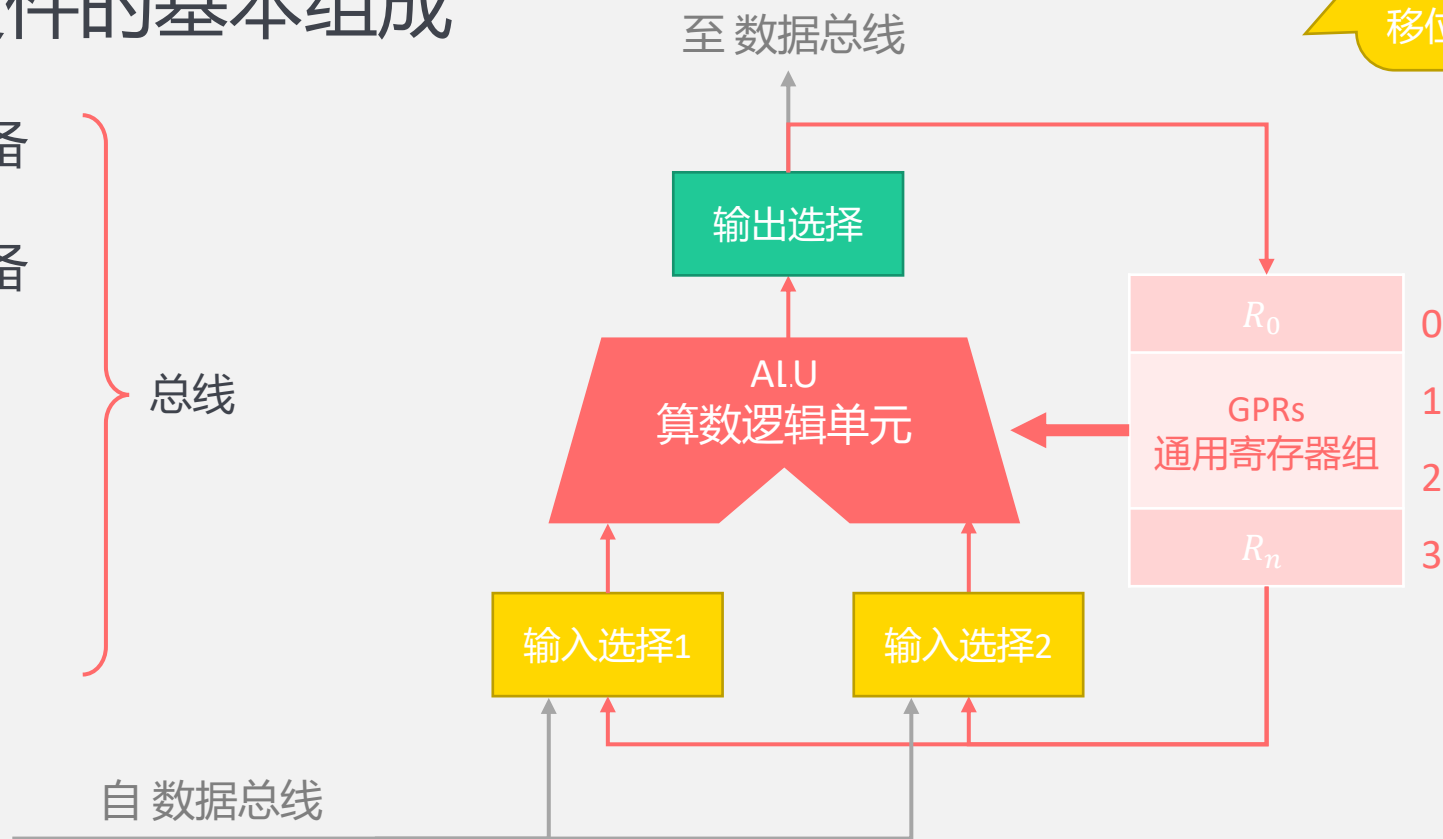 件的基本组成
至 数据总线
移位
备
备
总线
输出选择
ALU
算数逻辑单元
R₀
GPRs
通用寄存器组
Rₙ
0
1
2
3
输入选择1
输入选择2
自 数据总线